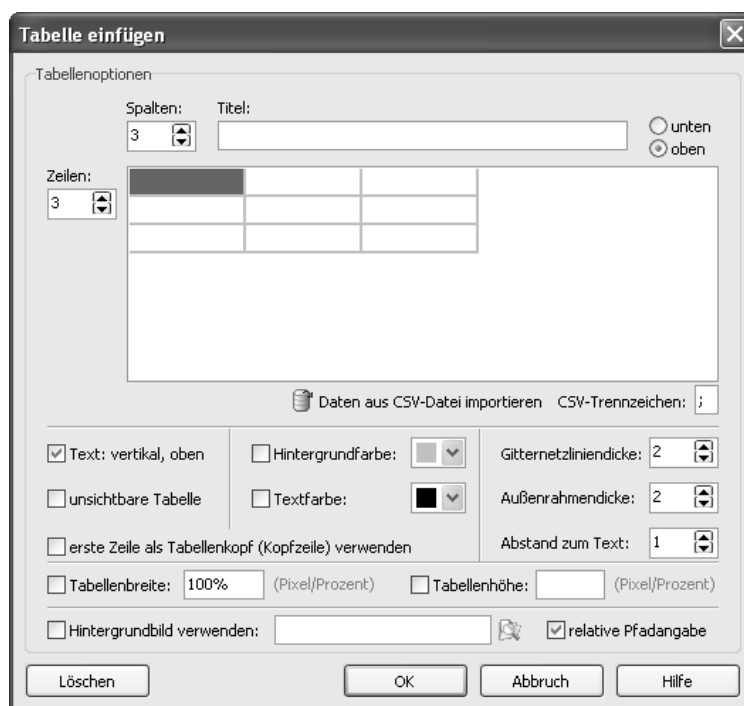 Tabelle einfügen
Tabellenoptionen
Spalten: Titel:
3
unten
oben
Zeilen:
3
Daten aus CSV-Datei importieren CSV-Trennzeichen: ;
Text: vertikal, oben Hintergrundfarbe: Gitternetzliniendicke: 2
unsichtbare Tabelle Textfarbe: Außenrahmendicke: 2
erste Zeile als Tabellenkopf (Kopfzeile) verwenden Abstand zum Text: 1
Tabellenbreite: 100% (Pixel/Prozent) Tabellenhöhe: (Pixel/Prozent)
Hintergrundbild verwenden: relative Pfadangabe
Löschen OK Abbruch Hilfe